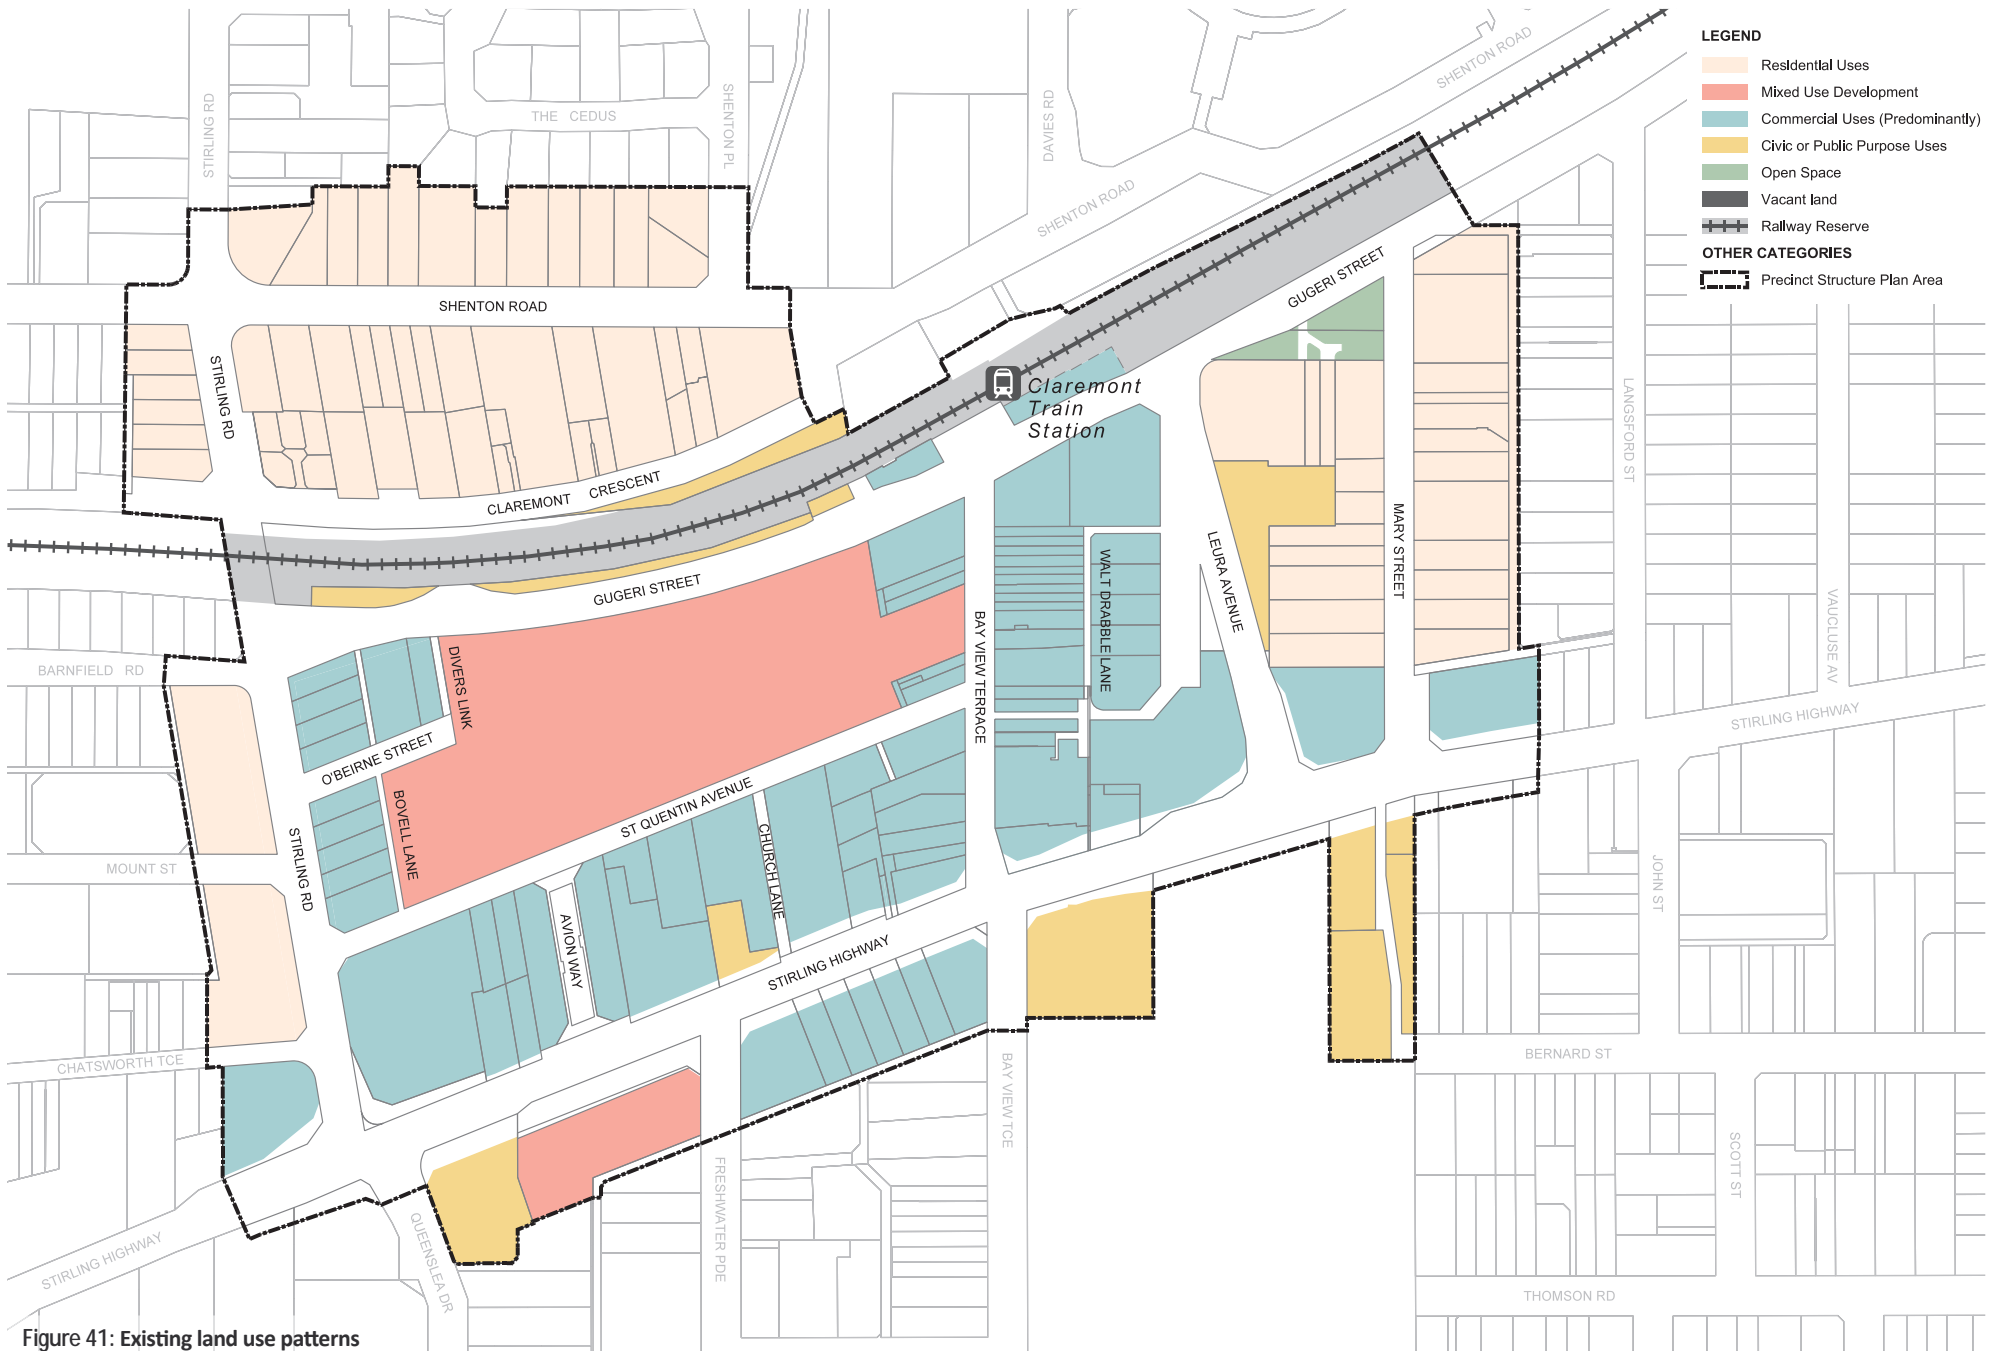 LEGEND
Residential Uses
Mixed Use Development
Commercial Uses (Predominantly)
Civic or Public Purpose Uses
Open Space
Vacant land
Railway Reserve
OTHER CATEGORIES
Precinct Structure Plan Area
STIRLING RD
THE CEDUS
SHENTON PL
DAVIES RD
SHENTON ROAD
SHENTON ROAD
SHENTON ROAD
GUGERI STREET
STIRLING RD
Claremont
Train
Station
LANGSFORD ST
CLAREMONT CRESCENT
GUGERI STREET
MARY STREET
LEURA AVENUE
WALT DRABBLE LANE
BAY VIEW TERRACE
VAUCLUSE AV
BARNFIELD RD
DIVERS LINK
O'BEIRNE STREET
BOVELL LANE
STIRLING HIGHWAY
ST QUENTIN AVENUE
CHURCH LANE
STIRLING RD
MOUNT ST
JOHN ST
AVION WAY
STIRLING HIGHWAY
CHATSWORTH TCE
BERNARD ST
BAY VIEW TCE
SCOTT ST
FRESHWATER PDE
QUEENSLEA DR
STIRLING HIGHWAY
THOMSON RD
Figure 41: Existing land use patterns